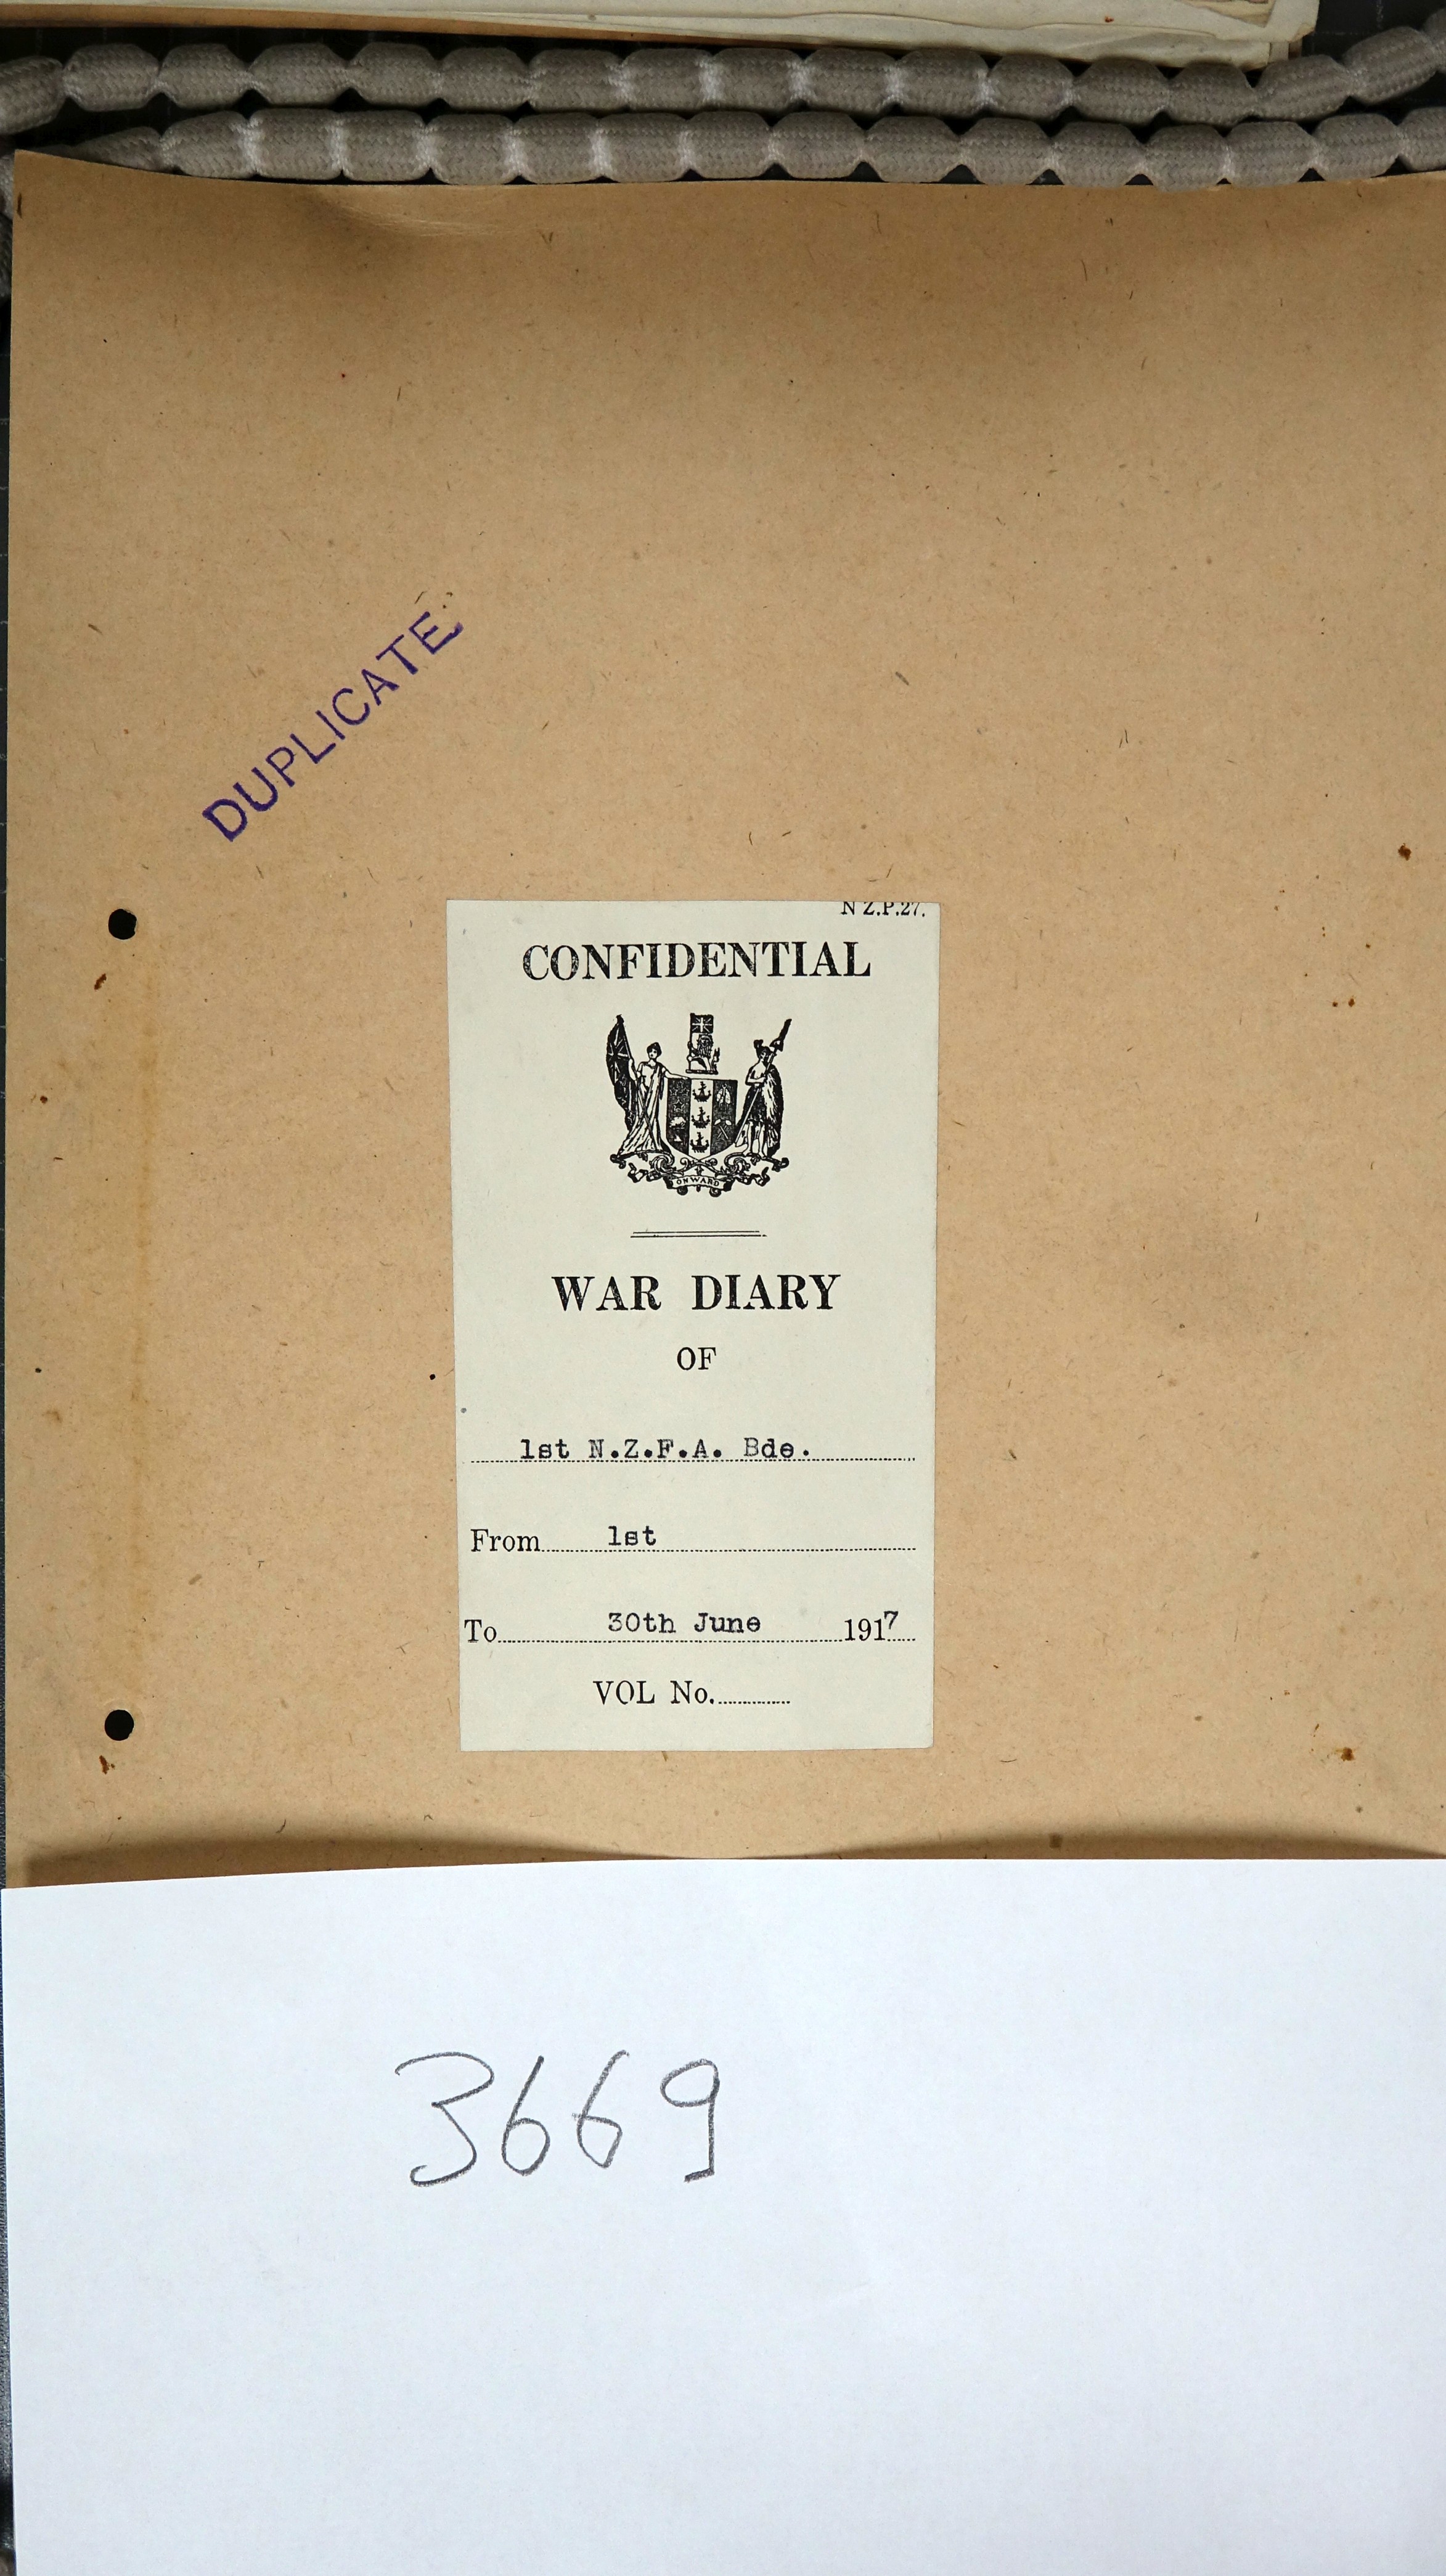 DUPLICATE.
N Z.P.27.
CONFIDENTIAL
ONWARD
WAR DIARY
OF
1st N.Z.F.A. Bde.
From 1st
To 30th June 1917
VOL No.
3669